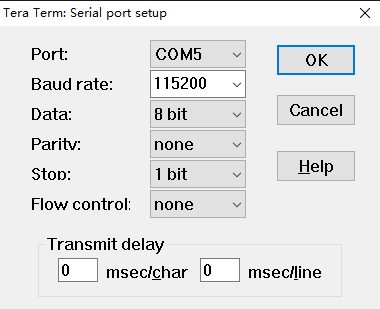 Tera Term: Serial port setup
Port: COM5 OK
Baud rate: 115200
Data: 8 bit Cancel
Parity: none
Stop: 1 bit Help
Flow control: none
Transmit delay
0 msec/char 0 msec/line